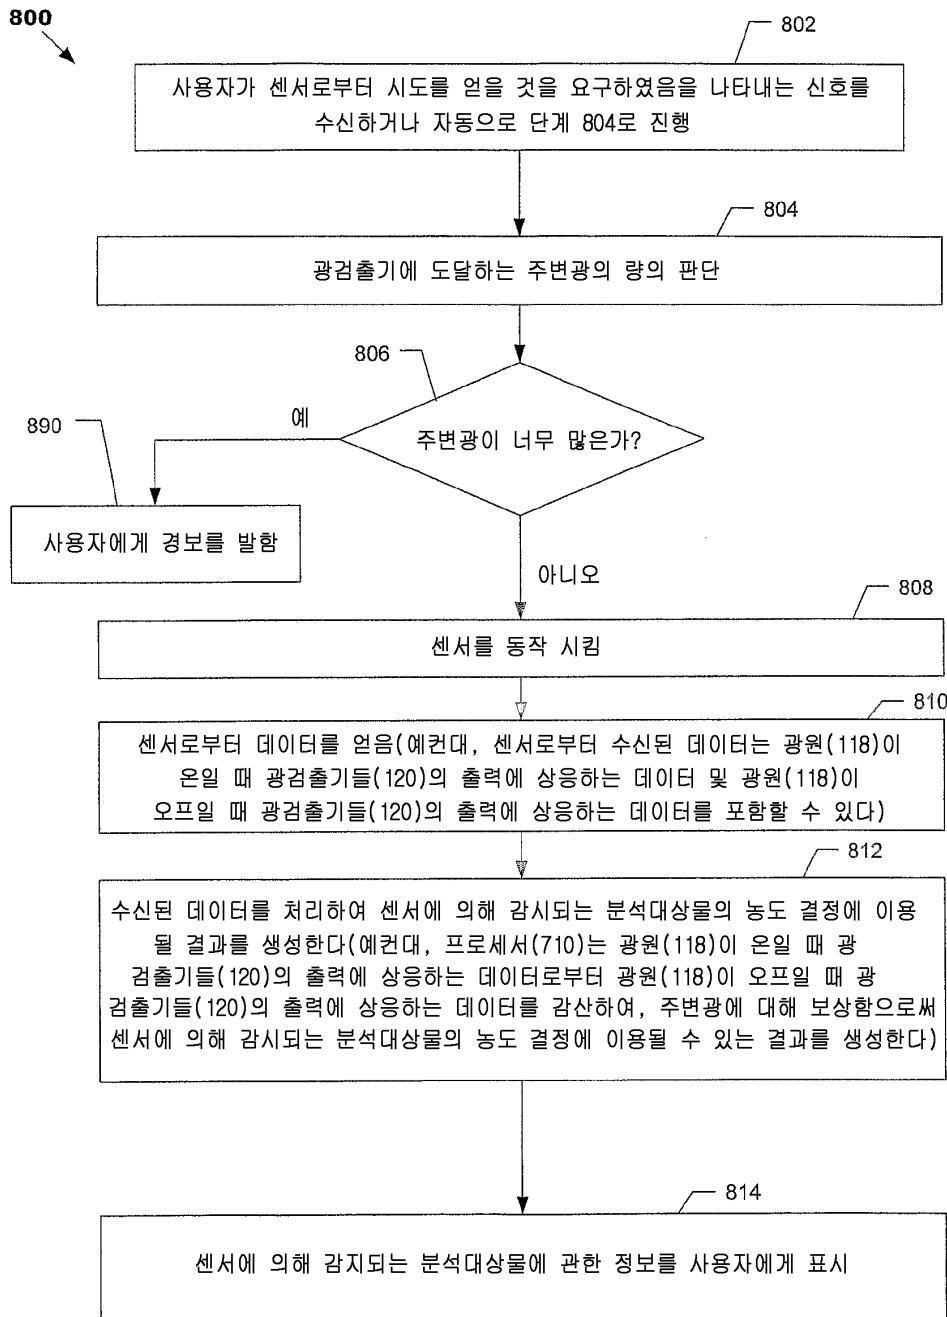 800
802
사용자가 센서로부터 시도를 얻을 것을 요구하였음을 나타내는 신호를
수신하거나 자동으로 단계 804로 진행
804
광검출기에 도달하는 주변광의 량의 판단
806
주변광이 너무 많은가?
예
890
사용자에게 경보를 발함
아니오
808
센서를 동작 시킴
810
센서로부터 데이터를 얻음(예컨대, 센서로부터 수신된 데이터는 광원(118)이
온일 때 광검출기들(120)의 출력에 상응하는 데이터 및 광원(118)이
오프일 때 광검출기들(120)의 출력에 상응하는 데이터를 포함할 수 있다)
812
수신된 데이터를 처리하여 센서에 의해 감시되는 분석대상물의 농도 결정에 이용
될 결과를 생성한다(예컨대, 프로세서(710)는 광원(118)이 온일 때 광
검출기들(120)의 출력에 상응하는 데이터로부터 광원(118)이 오프일 때 광
검출기들(120)의 출력에 상응하는 데이터를 감산하여, 주변광에 대해 보상함으로써
센서에 의해 감시되는 분석대상물의 농도 결정에 이용될 수 있는 결과를 생성한다)
814
센서에 의해 감지되는 분석대상물에 관한 정보를 사용자에게 표시